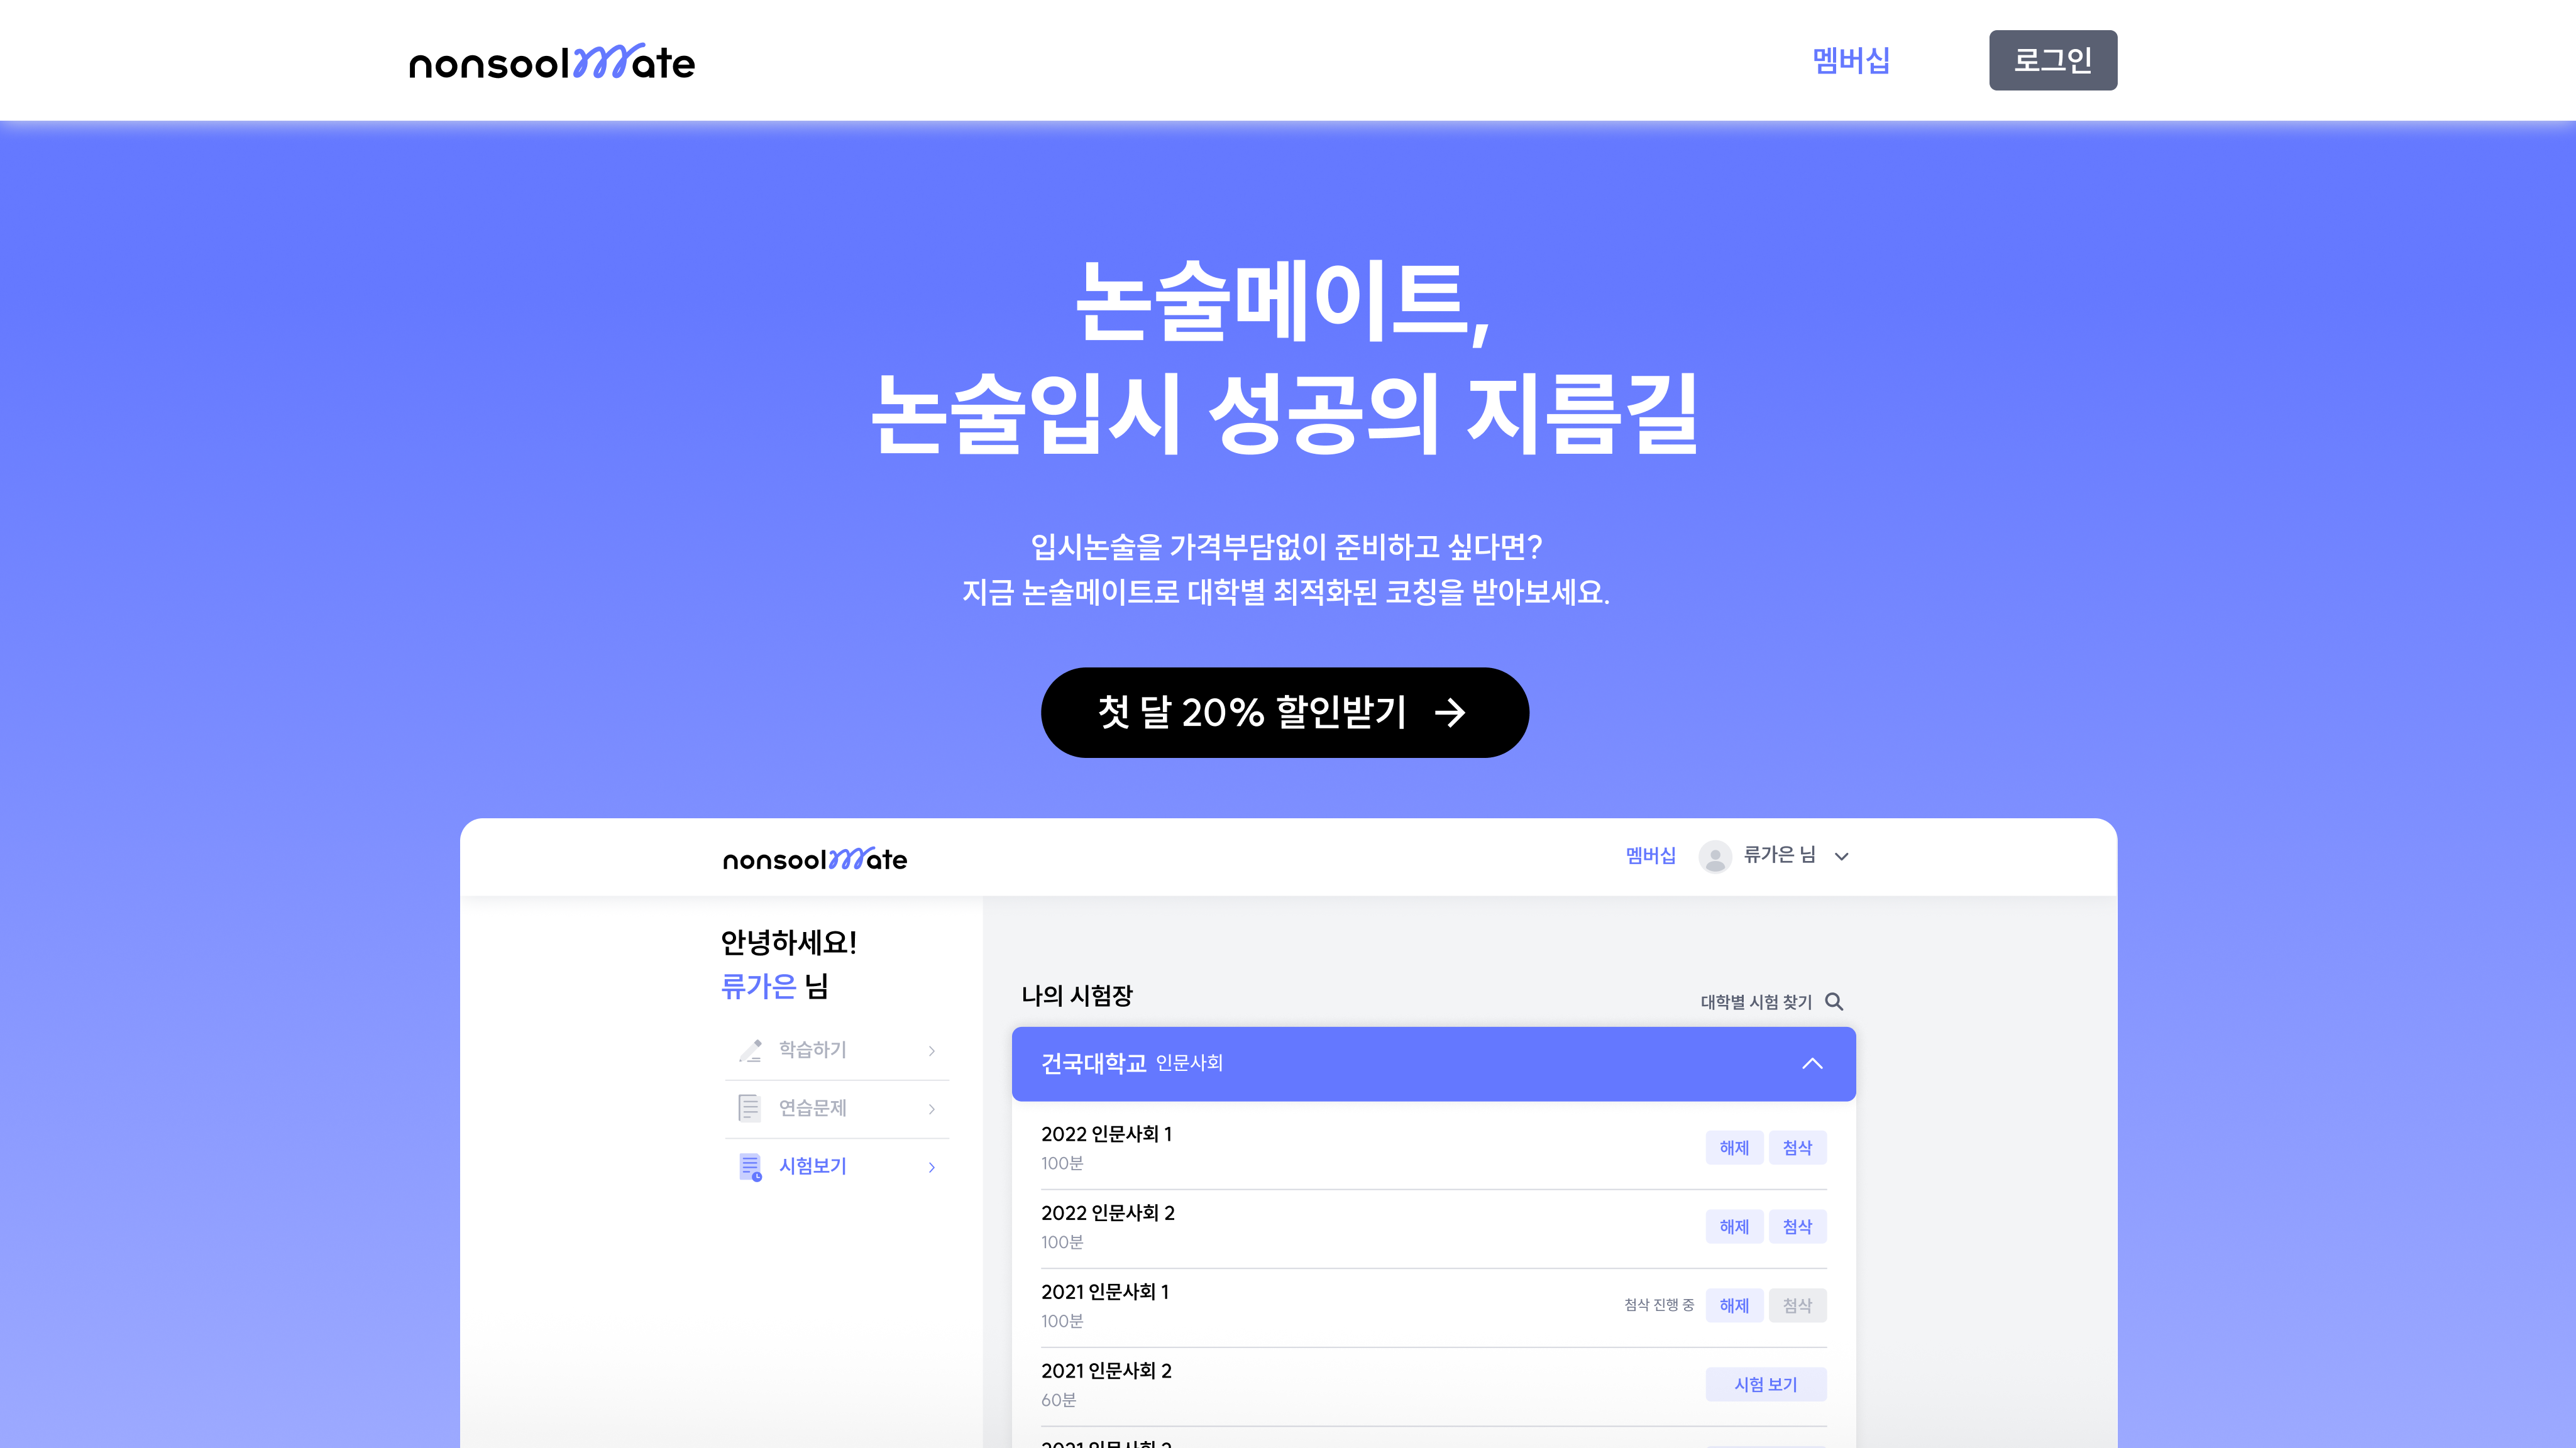 nonsoolmate
멤버십
로그인
논술메이트,
논술입시 성공의 지름길
입시논술을 가격부담없이 준비하고 싶다면?
지금 논술메이트로 대학별 최적화된 코칭을 받아보세요.
첫 달 20% 할인받기
nonsoolmate
멤버십
류가은 님
안녕하세요!
류가은 님
학습하기
연습문제
시험보기
나의 시험장
대학별 시험 찾기
건국대학교 인문사회
2022 인문사회 1
100분
해제 첨삭
2022 인문사회 2
100분
해제 첨삭
2021 인문사회 1
100분
첨삭 진행 중 해제 첨삭
2021 인문사회 2
60분
시험 보기